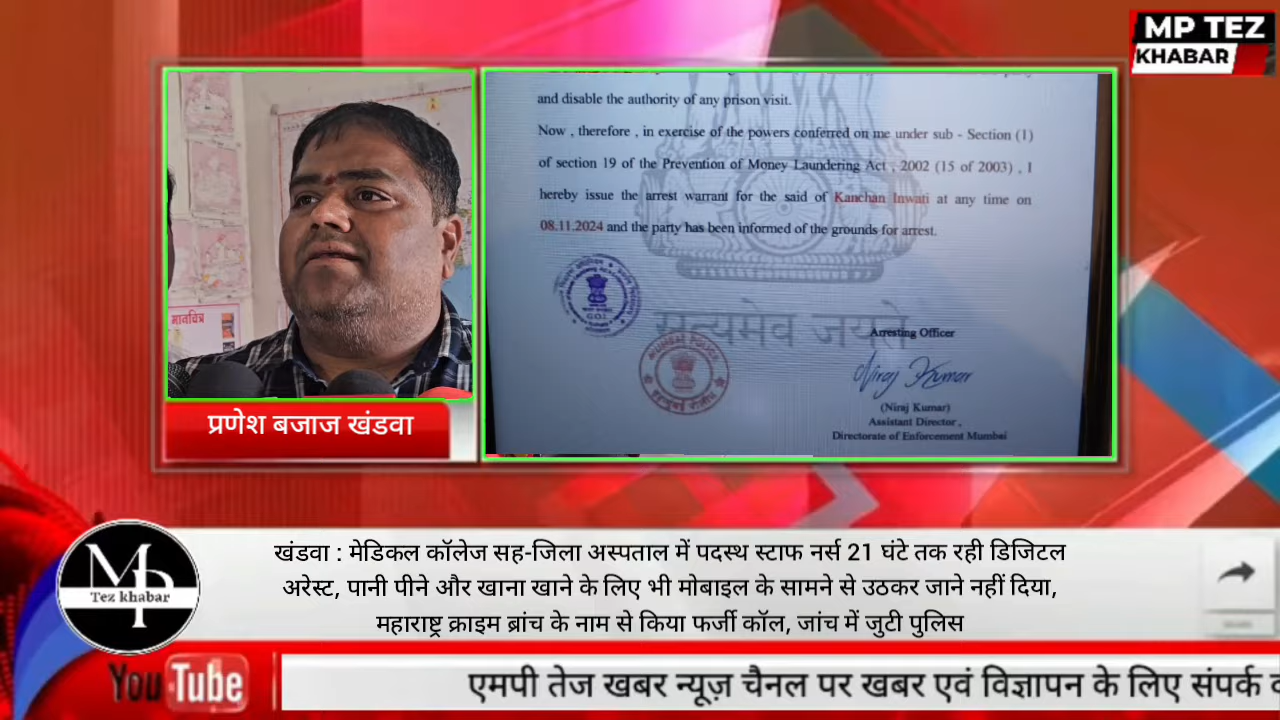 MP TEZ
KHABAR
and disable the authority of any prison visit.
Now , therefore , in exercise of the powers conferred on me under sub - Section (1)
of section 19 of the Prevention of Money Laundering Act , 2002 (15 of 2003) , I
hereby issue the arrest warrant for the said of Kanchan Inwati at any time on
08.11.2024 and the party has been informed of the grounds for arrest.
सत्यमेव जयते
Arresting Officer
Niraj Kumar
(Niraj Kumar)
Assistant Director ,
Directorate of Enforcement Mumbai
G.O.I.
मानचित्र
प्रणेश बजाज खंडवा
MP
Tez khabar
खंडवा : मेडिकल कॉलेज सह-जिला अस्पताल में पदस्थ स्टाफ नर्स 21 घंटे तक रही डिजिटल
अरेस्ट, पानी पीने और खाना खाने के लिए भी मोबाइल के सामने से उठकर जाने नहीं दिया,
महाराष्ट्र क्राइम ब्रांच के नाम से किया फर्जी कॉल, जांच में जुटी पुलिस
YouTube
एमपी तेज खबर न्यूज़ चैनल पर खबर एवं विज्ञापन के लिए संपर्क